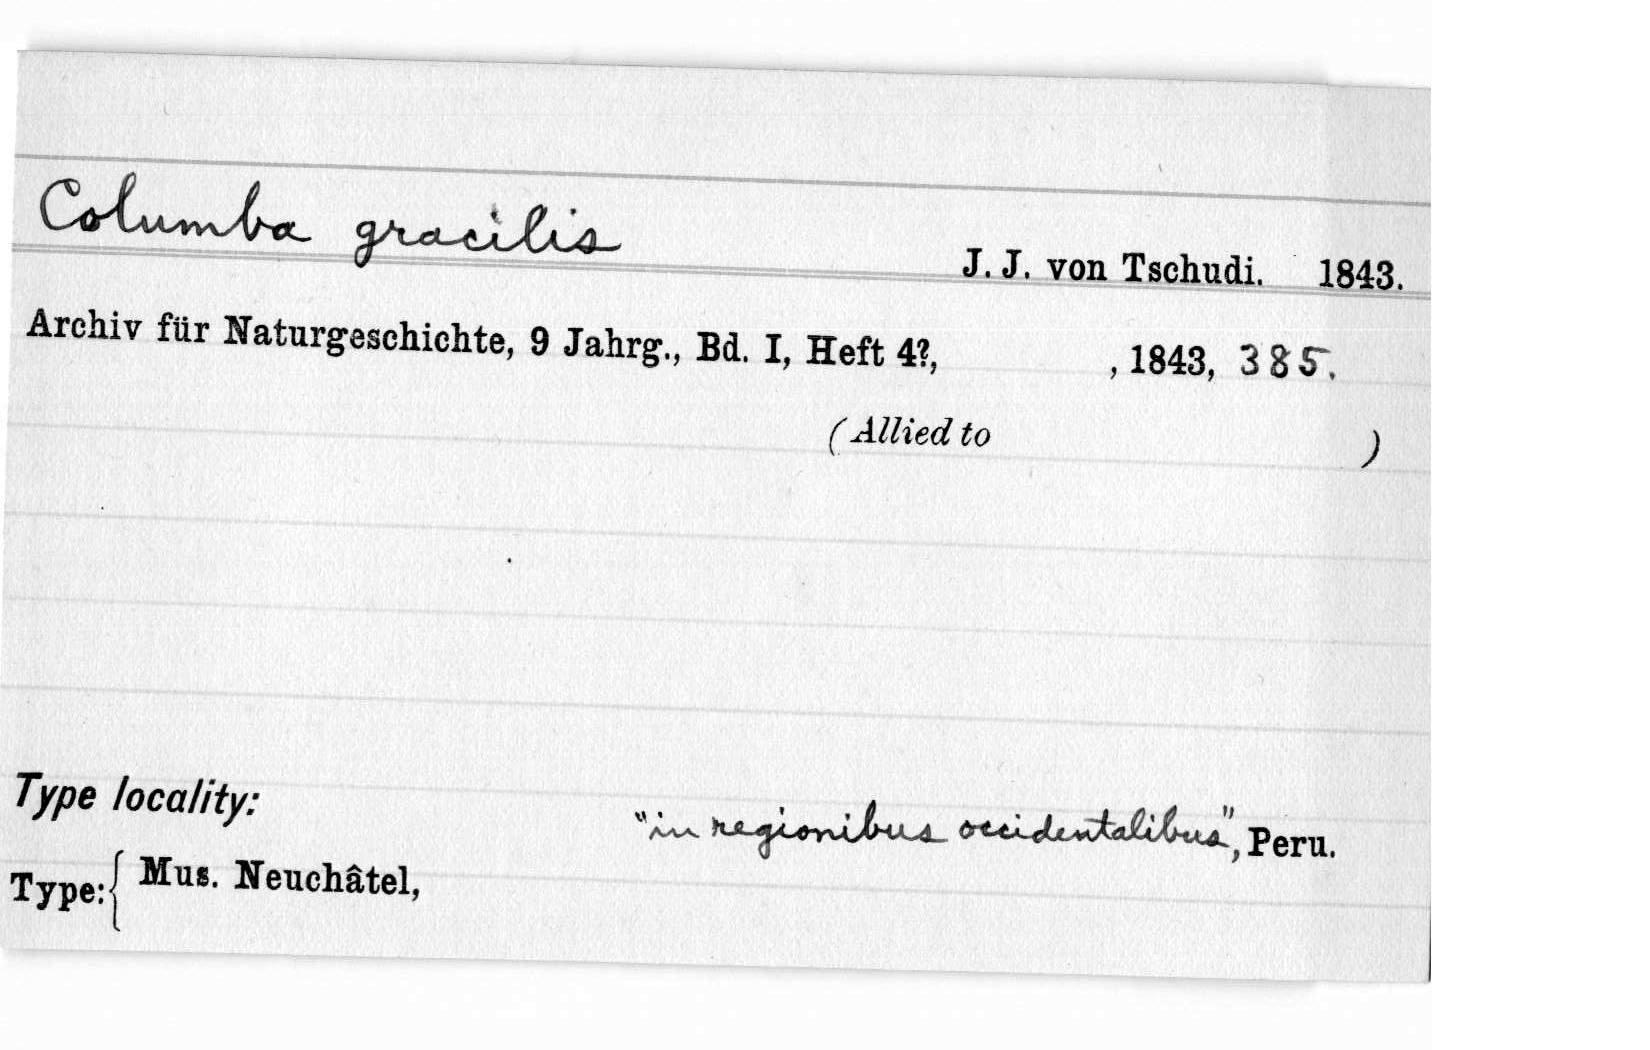 Columba gracilis
J. J. von Tschudi. 1843.
Archiv für Naturgeschichte, 9 Jahrg., Bd. I, Heft 4?, , 1843, 385.
(Allied to )
Type locality:
"in regionibus occidentalibus", Peru.
Type: { Mus. Neuchâtel,